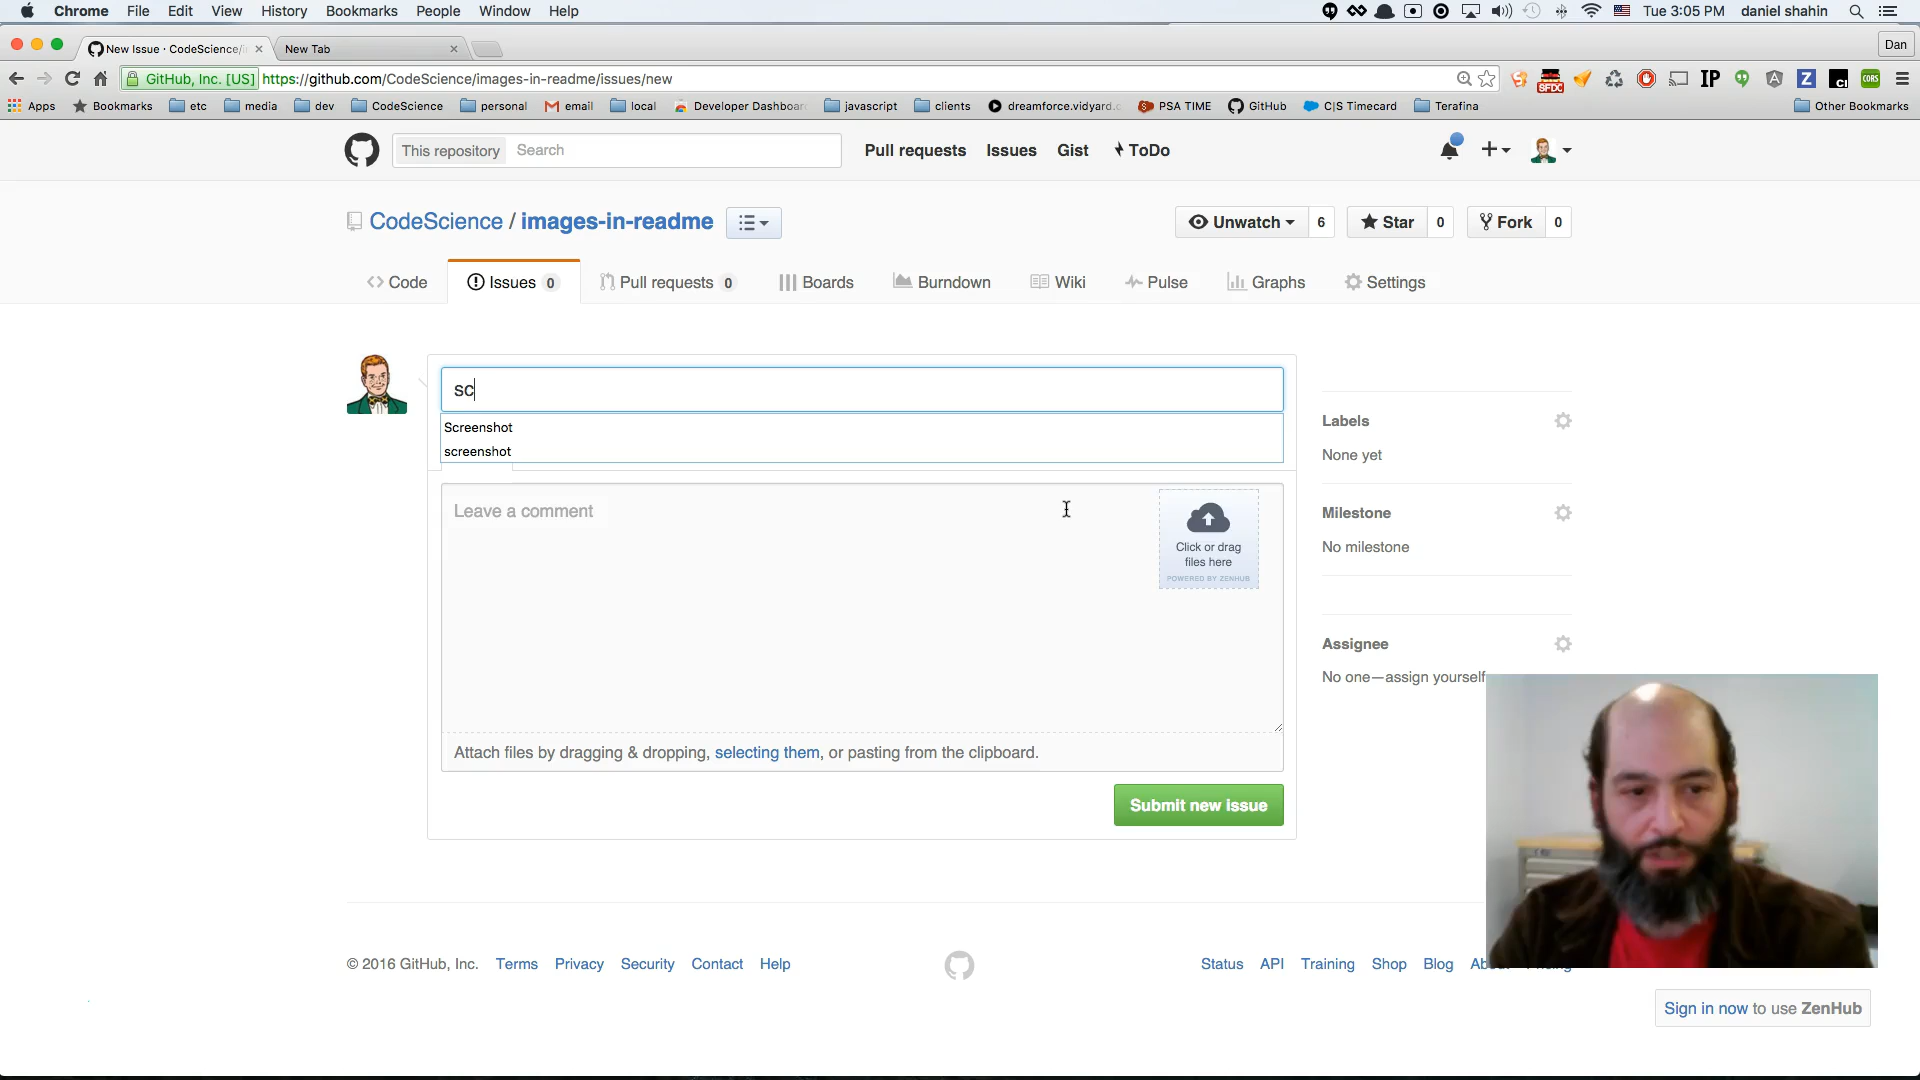 Chrome File Edit View History Bookmarks People Window Help Tue 3:05 PM daniel shahin
New Issue · CodeScience/i New Tab Dan
GitHub, Inc. [US] https://github.com/CodeScience/images-in-readme/issues/new SFDC IP Z CORS
Apps Bookmarks etc media dev CodeScience personal email local Developer Dashboar javascript clients dreamforce.vidyard.c PSA TIME GitHub C|S Timecard Terafina Other Bookmarks
This repository Search Pull requests Issues Gist ToDo
CodeScience / images-in-readme Unwatch 6 Star 0 Fork 0
Code Issues 0 Pull requests 0 Boards Burndown Wiki Pulse Graphs Settings
sc
Screenshot
screenshot
Labels
None yet
Leave a comment
Click or drag
files here
POWERED BY ZENHUB
Milestone
No milestone
Assignee
No one—assign yourself
Attach files by dragging & dropping, selecting them, or pasting from the clipboard.
Submit new issue
© 2016 GitHub, Inc. Terms Privacy Security Contact Help Status API Training Shop Blog
Sign in now to use ZenHub